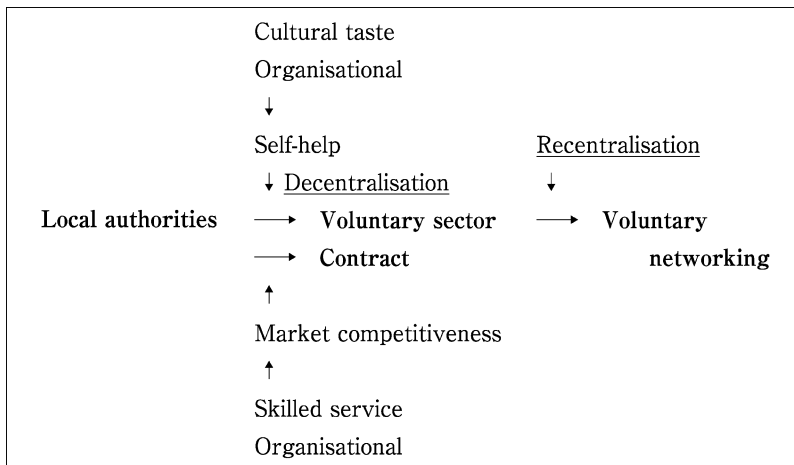 Cultural taste
Organisational
↓
Self-help Recentralisation
↓ Decentralisation ↓
Local authorities → Voluntary sector → Voluntary
→ Contract networking
↑
Market competitiveness
↑
Skilled service
Organisational